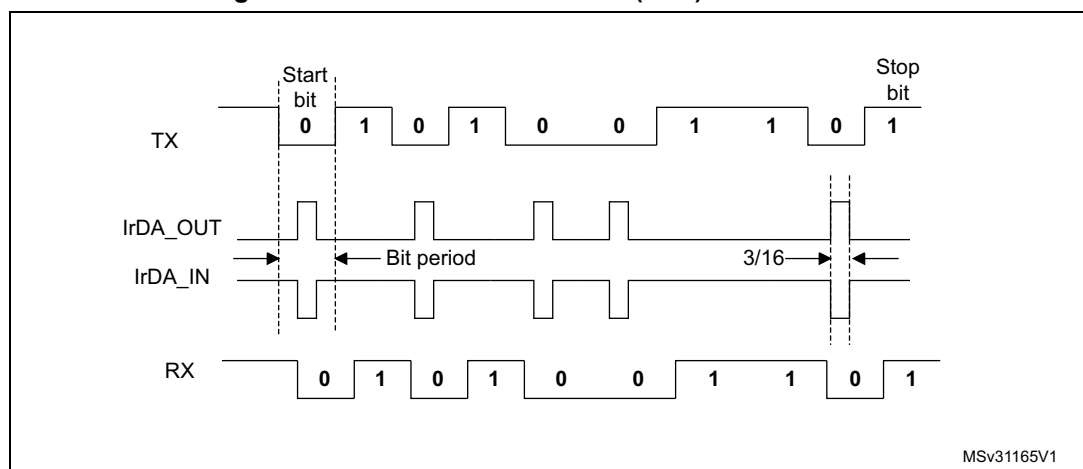 Start
bit
Stop
bit
TX
0 1 0 1 0 0 1 1 0 1
IrDA_OUT
Bit period
3/16
IrDA_IN
RX
0 1 0 1 0 0 1 1 0 1
MSv31165V1